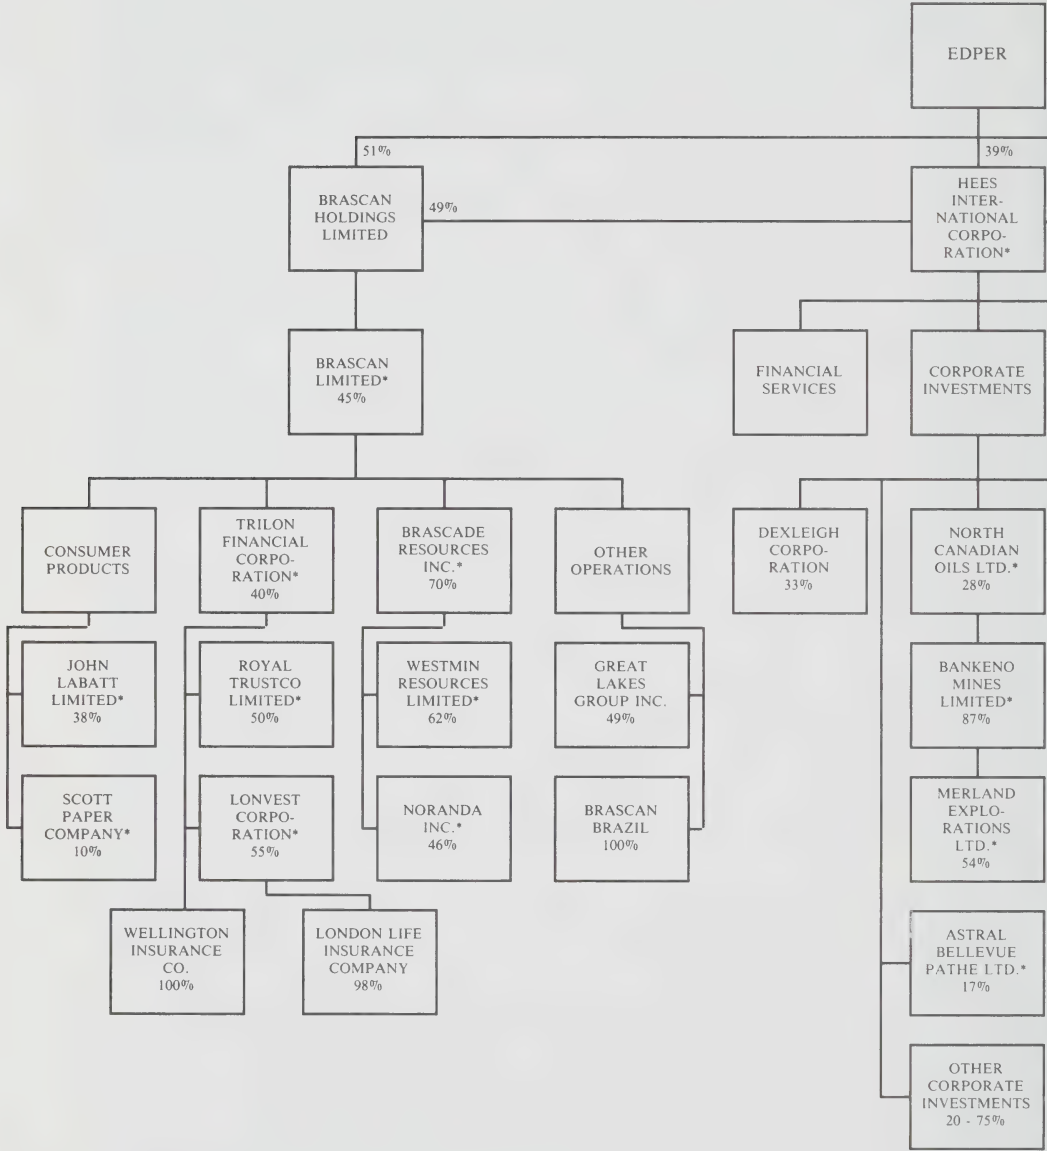 EDPER
51%
39%
BRASCAN
HOLDINGS
LIMITED
49%
HEES
INTER-
NATIONAL
CORPO-
RATION*
BRASCAN
LIMITED*
45%
FINANCIAL
SERVICES
CORPORATE
INVESTMENTS
CONSUMER
PRODUCTS
TRILON
FINANCIAL
CORPO-
RATION*
40%
BRASCADE
RESOURCES
INC.*
70%
OTHER
OPERATIONS
DEXLEIGH
CORPO-
RATION
33%
NORTH
CANADIAN
OILS LTD.*
28%
JOHN
LABATT
LIMITED*
38%
ROYAL
TRUSTCO
LIMITED*
50%
WESTMIN
RESOURCES
LIMITED*
62%
GREAT
LAKES
GROUP INC.
49%
BANKENO
MINES
LIMITED*
87%
SCOTT
PAPER
COMPANY*
10%
LONVEST
CORPO-
RATION*
55%
NORANDA
INC.*
46%
BRASCAN
BRAZIL
100%
MERLAND
EXPLO-
RATIONS
LTD.*
54%
WELLINGTON
INSURANCE
CO.
100%
LONDON LIFE
INSURANCE
COMPANY
98%
ASTRAL
BELLEVUE
PATHE LTD.*
17%
OTHER
CORPORATE
INVESTMENTS
20 - 75%